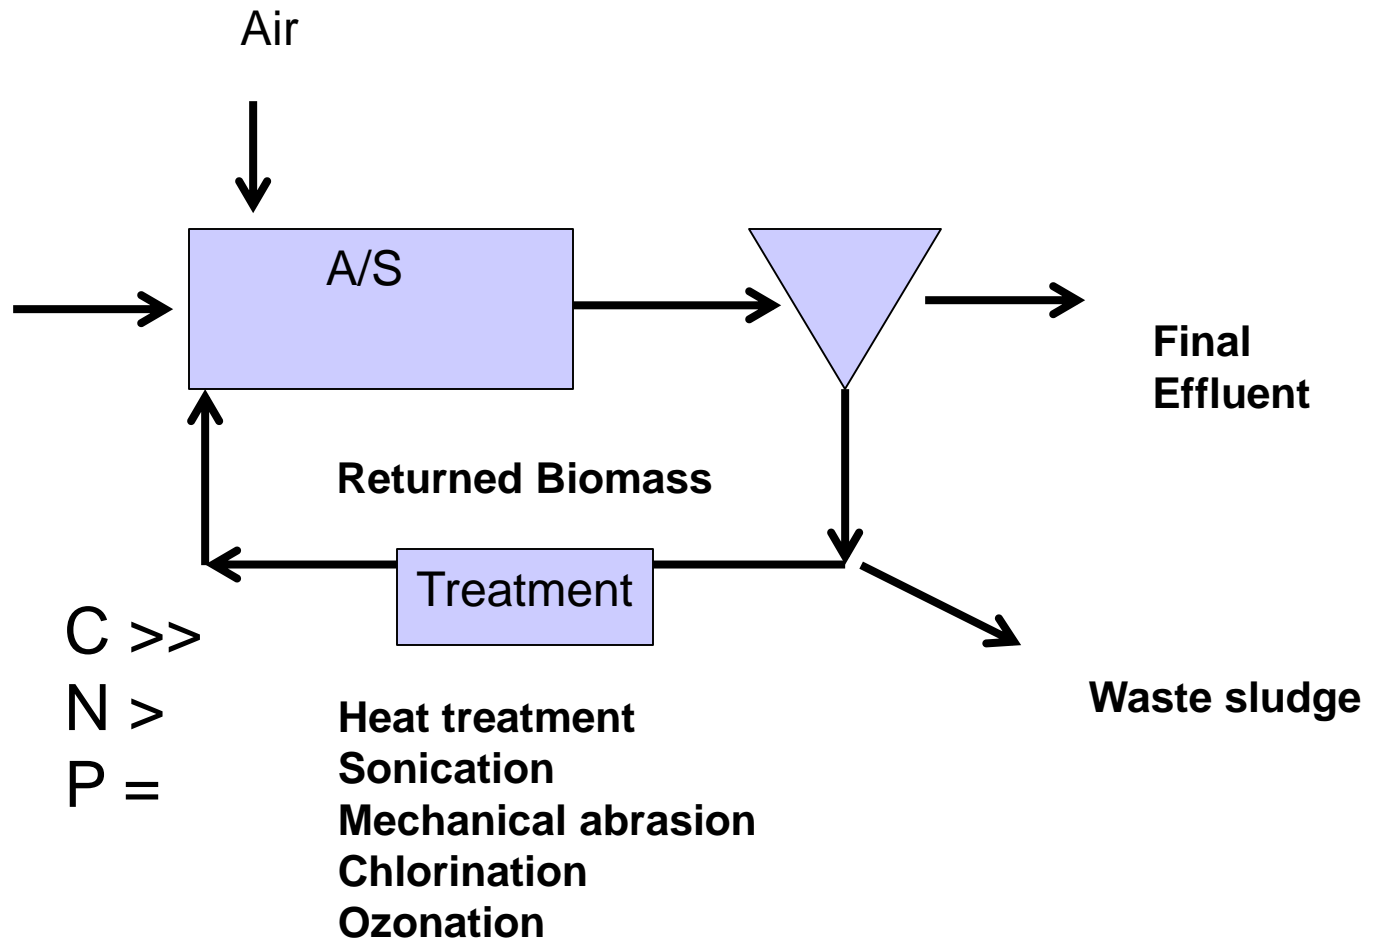 Air
A/S
Final
Effluent
Returned Biomass
Treatment
C >>
N >
P =
Waste sludge
Heat treatment
Sonication
Mechanical abrasion
Chlorination
Ozonation